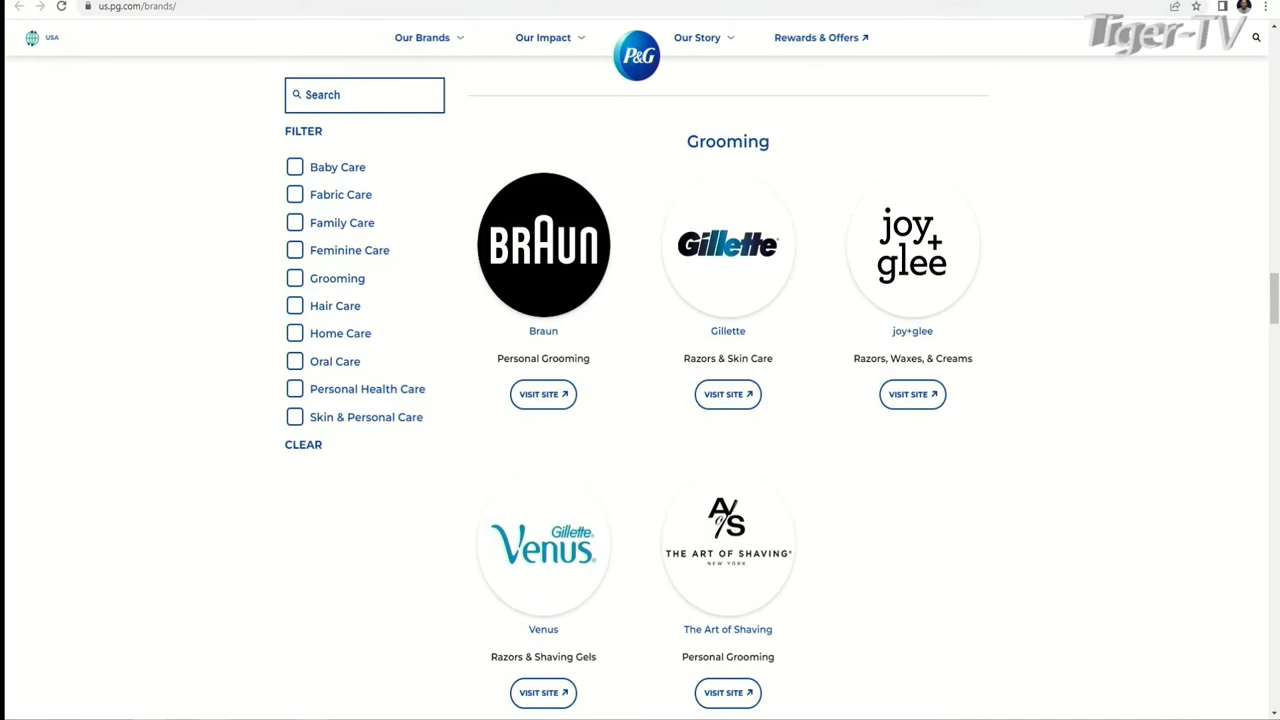 us.pg.com/brands/
USA
Our Brands
Our Impact
P&G
Our Story
Rewards & Offers
Tiger-TV
Search
FILTER
Baby Care
Fabric Care
Family Care
Feminine Care
Grooming
Hair Care
Home Care
Oral Care
Personal Health Care
Skin & Personal Care
CLEAR
Grooming
BRAUN
Braun
Personal Grooming
VISIT SITE
Gillette
Gillette
Razors & Skin Care
VISIT SITE
joy+
glee
joy+glee
Razors, Waxes, & Creams
VISIT SITE
Gillette
Venus
Venus
Razors & Shaving Gels
VISIT SITE
A/
of S
THE ART OF SHAVING
NEW YORK
The Art of Shaving
Personal Grooming
VISIT SITE